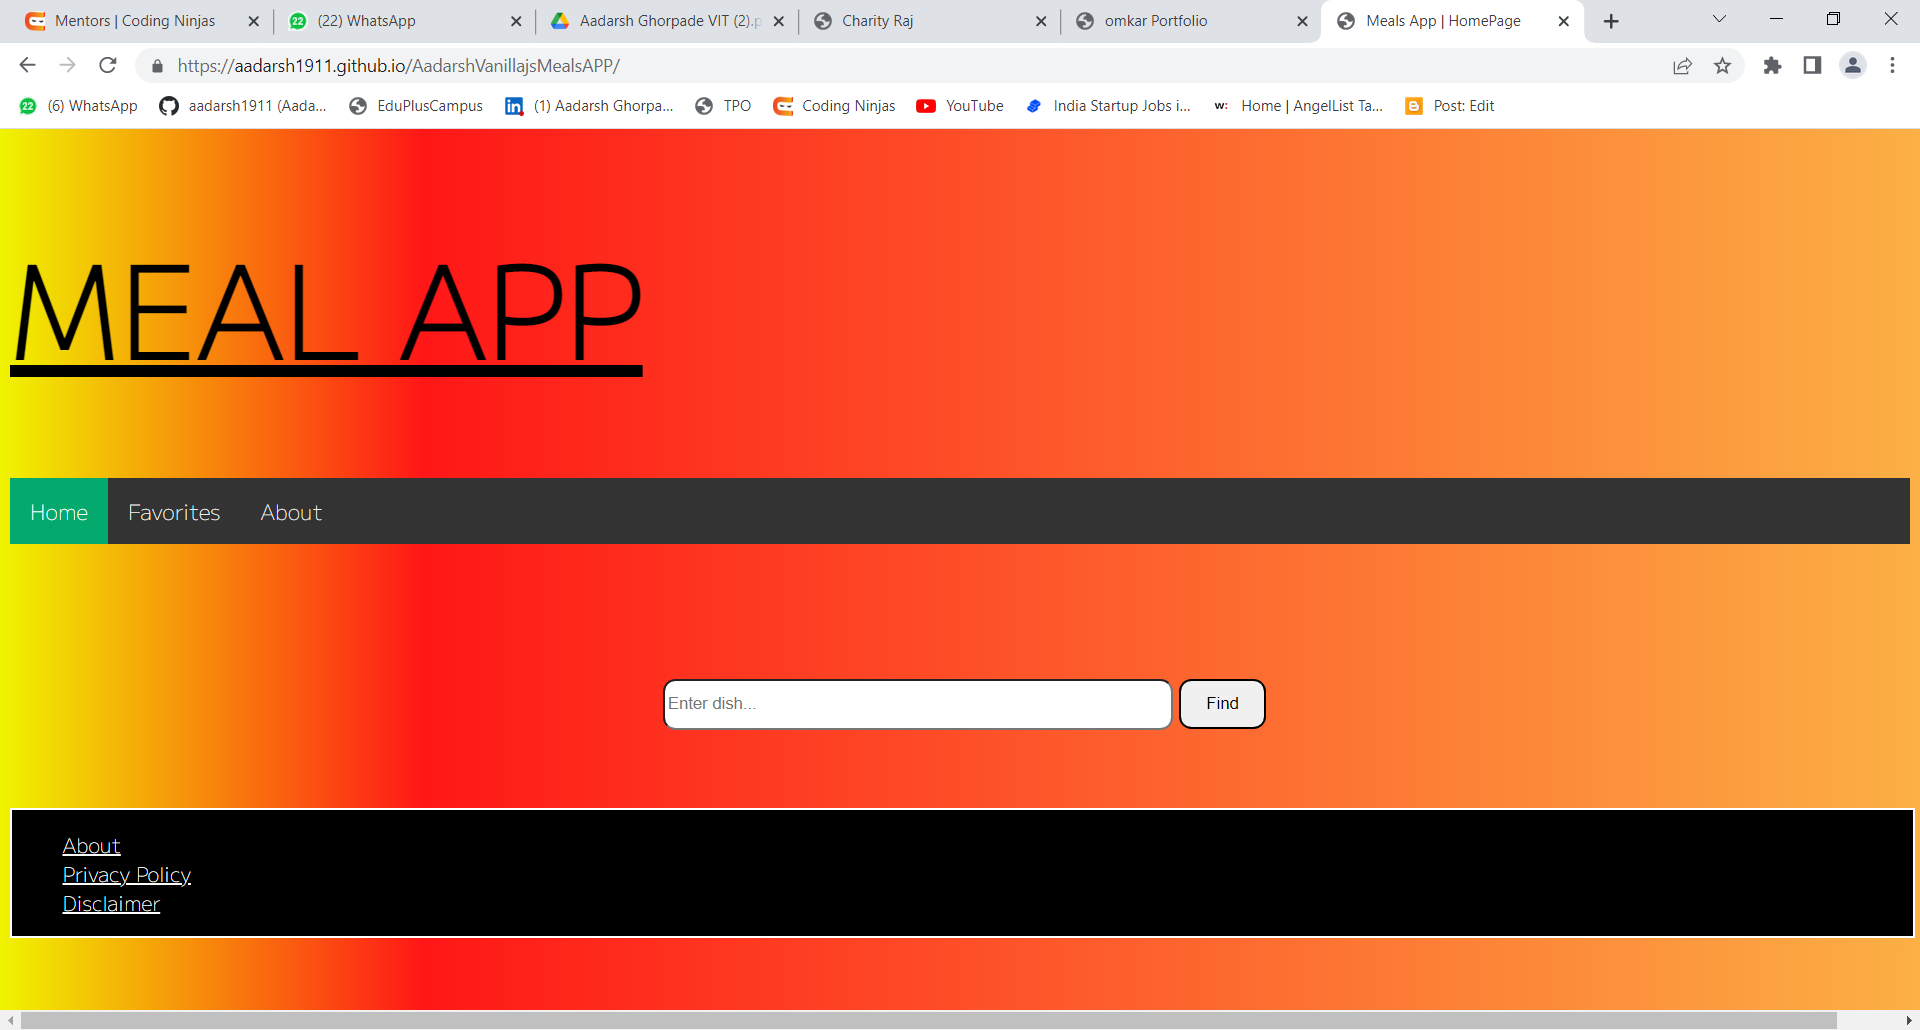 Mentors | Coding Ninjas
22 (22) WhatsApp
Aadarsh Ghorpade VIT (2).p
Charity Raj
omkar Portfolio
Meals App | HomePage
https://aadarsh1911.github.io/AadarshVanillajsMealsAPP/
22 (6) WhatsApp
aadarsh1911 (Aada...
EduPlusCampus
in (1) Aadarsh Ghorpa...
TPO
Coding Ninjas
YouTube
India Startup Jobs i...
w: Home | AngelList Ta...
Post: Edit
MEAL APP
Home Favorites About
Enter dish... Find
About
Privacy Policy
Disclaimer